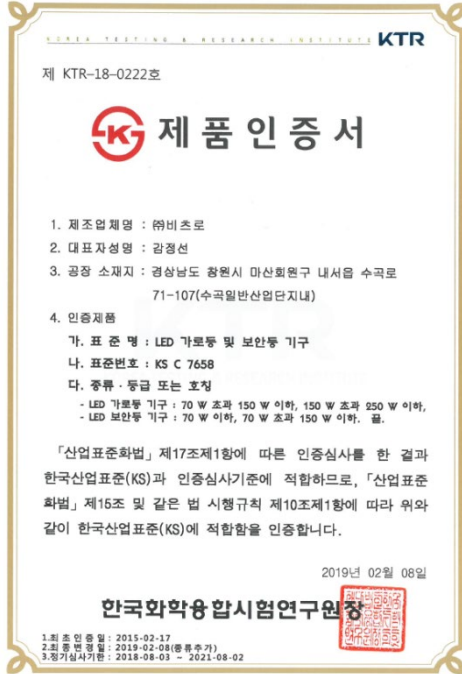 KOREA TESTING & RESEARCH INSTITUTE KTR
제 KTR-18-0222호
제품인증서
1. 제조업체명 : ㈜비츠로
2. 대표자성명 : 감정선
3. 공장 소재지 : 경상남도 창원시 마산회원구 내서읍 수곡로
71-107(수곡일반산업단지내)
4. 인증제품
가. 표 준 명 : LED 가로등 및 보안등 기구
나. 표준번호 : KS C 7658
다. 종류 · 등급 또는 호칭
- LED 가로등 기구 : 70 W 초과 150 W 이하, 150 W 초과 250 W 이하,
- LED 보안등 기구 : 70 W 이하, 70 W 초과 150 W 이하. 끝.
「산업표준화법」제17조제1항에 따른 인증심사를 한 결과
한국산업표준(KS)과 인증심사기준에 적합하므로,「산업표준
화법」제15조 및 같은 법 시행규칙 제10조제1항에 따라 위와
같이 한국산업표준(KS)에 적합함을 인증합니다.
2019년 02월 08일
한국화학융합시험연구원장
1.최초인증일 : 2015-02-17
2.최종변경일 : 2019-02-08(종류추가)
3.정기심사기한 : 2018-08-03 ~ 2021-08-02